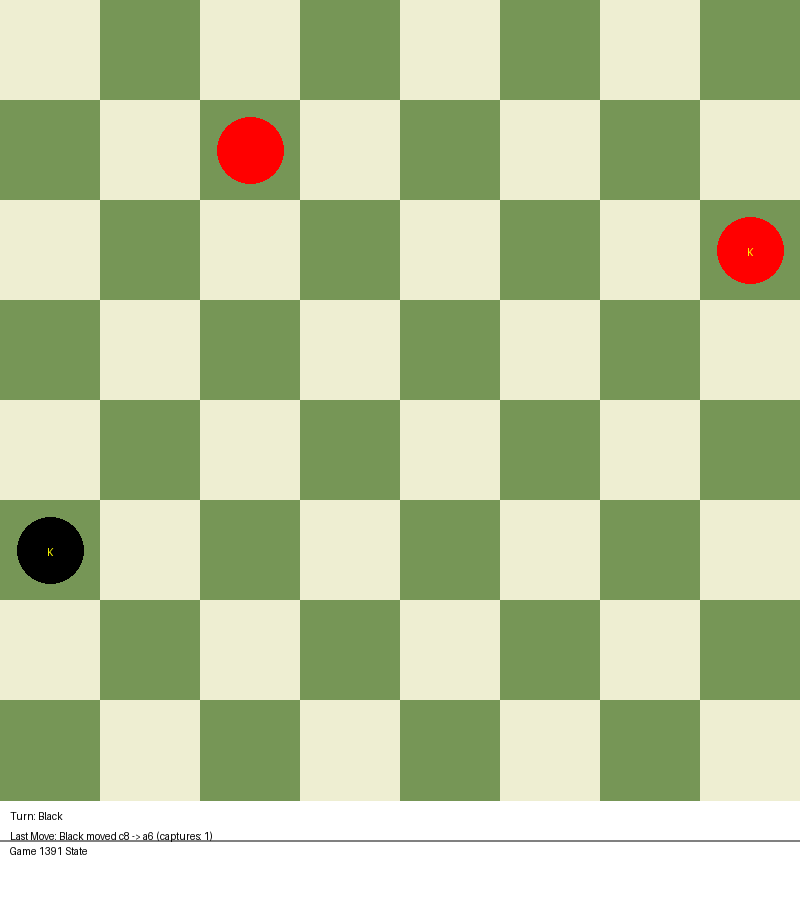 K
K
Turn: Black
Last Move: Black moved c8 -> a6 (captures: 1)
Game 1391 State